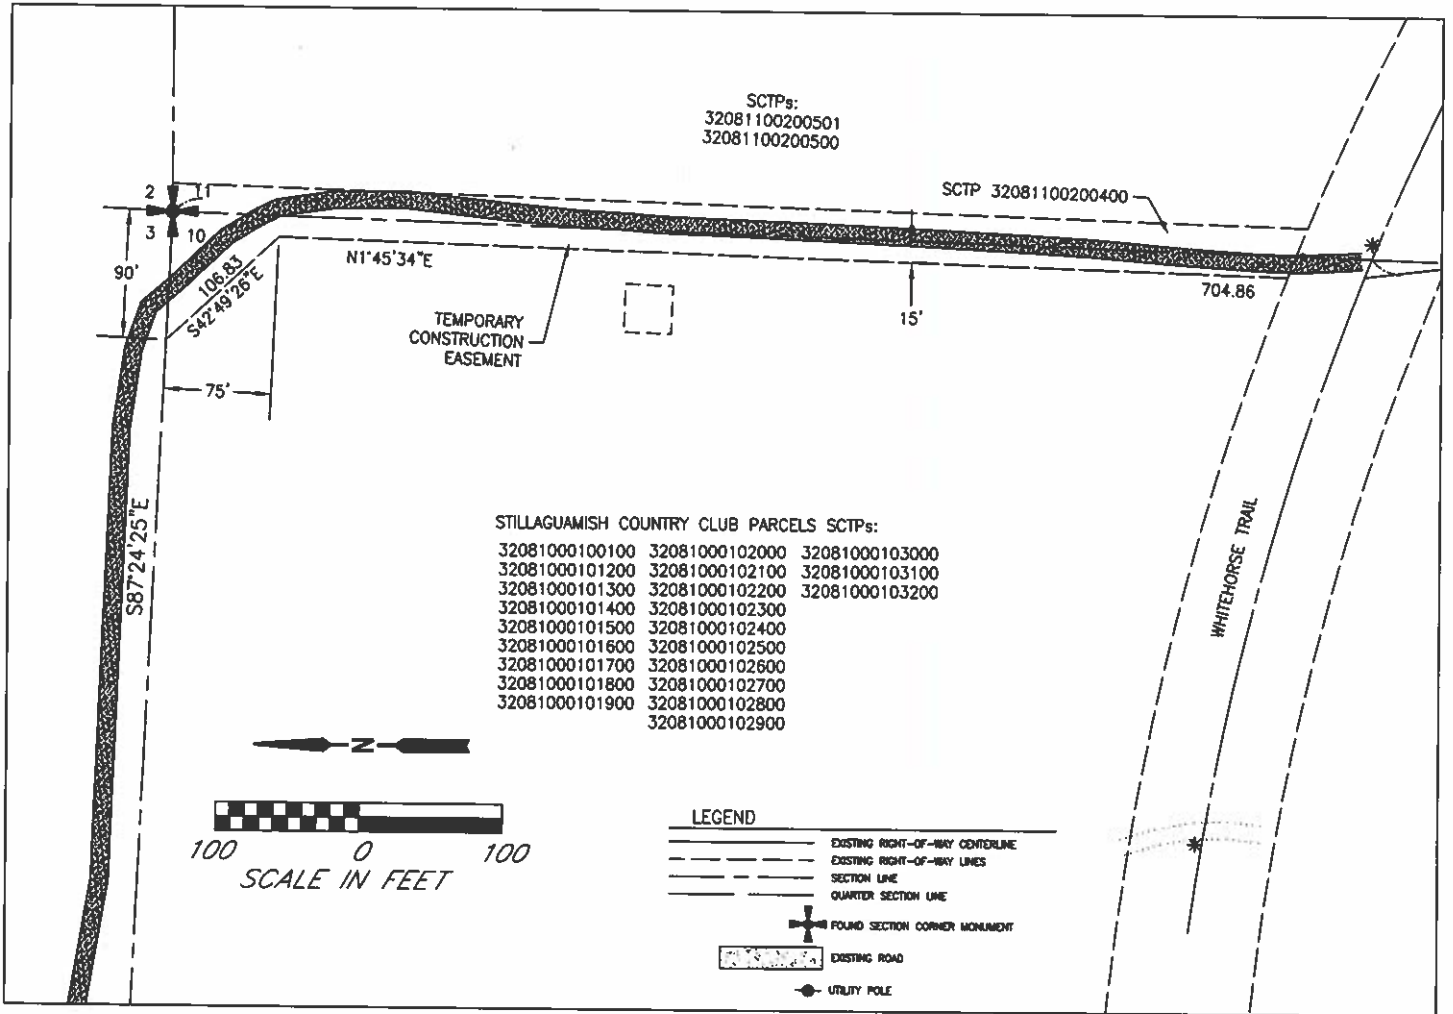 SCTPs:
32081100200501
32081100200500
SCTP 32081100200400
2 11
3 10
90'
106.83
S42°49'26"E
N1°45'34"E
704.86
TEMPORARY
CONSTRUCTION
EASEMENT
15'
75'
S87°24'25"E
WHITEHORSE TRAIL
STILLAGUAMISH COUNTRY CLUB PARCELS SCTPs:
32081000100100 32081000102000 32081000103000
32081000101200 32081000102100 32081000103100
32081000101300 32081000102200 32081000103200
32081000101400 32081000102300
32081000101500 32081000102400
32081000101600 32081000102500
32081000101700 32081000102600
32081000101800 32081000102700
32081000101900 32081000102800
32081000102900
N
100 0 100
SCALE IN FEET
LEGEND
EXISTING RIGHT-OF-WAY CENTERLINE
EXISTING RIGHT-OF-WAY LINES
SECTION LINE
QUARTER SECTION LINE
FOUND SECTION CORNER MONUMENT
EXISTING ROAD
UTILITY POLE